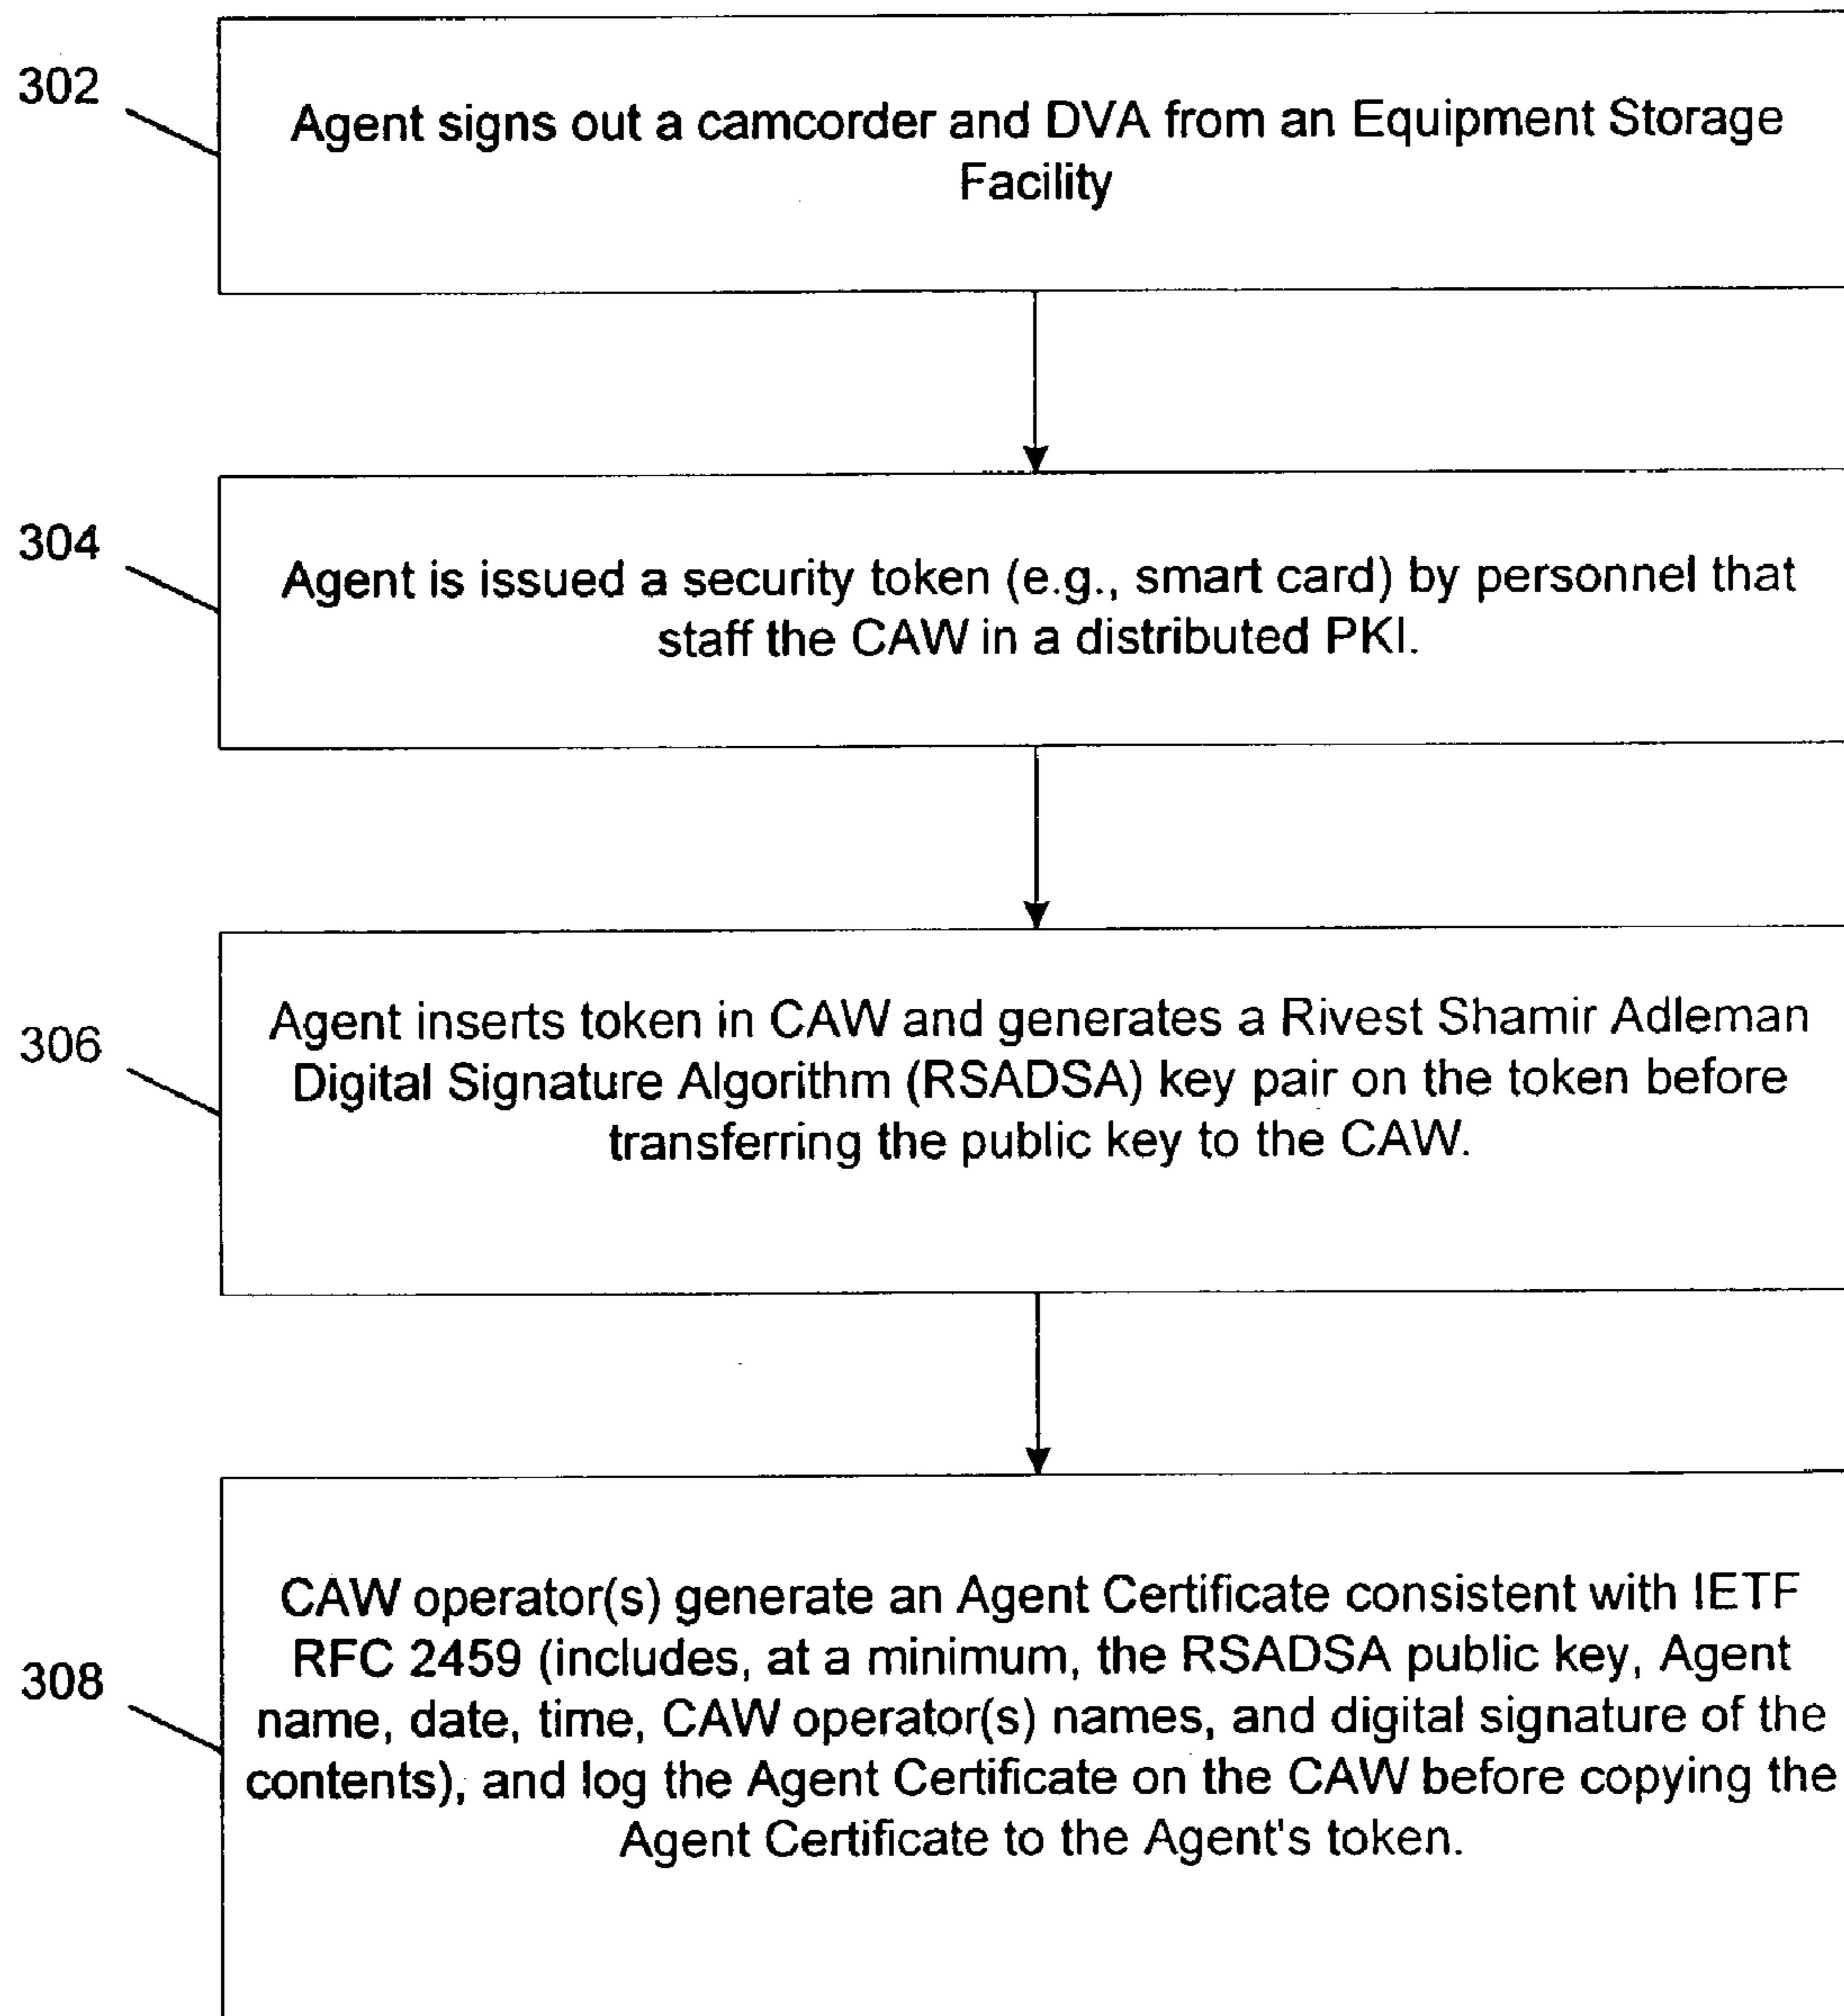 302
Agent signs out a camcorder and DVA from an Equipment Storage
Facility
304
Agent is issued a security token (e.g., smart card) by personnel that
staff the CAW in a distributed PKI.
306
Agent inserts token in CAW and generates a Rivest Shamir Adleman
Digital Signature Algorithm (RSADSA) key pair on the token before
transferring the public key to the CAW.
308
CAW operator(s) generate an Agent Certificate consistent with IETF
RFC 2459 (includes, at a minimum, the RSADSA public key, Agent
name, date, time, CAW operator(s) names, and digital signature of the
contents), and log the Agent Certificate on the CAW before copying the
Agent Certificate to the Agent's token.